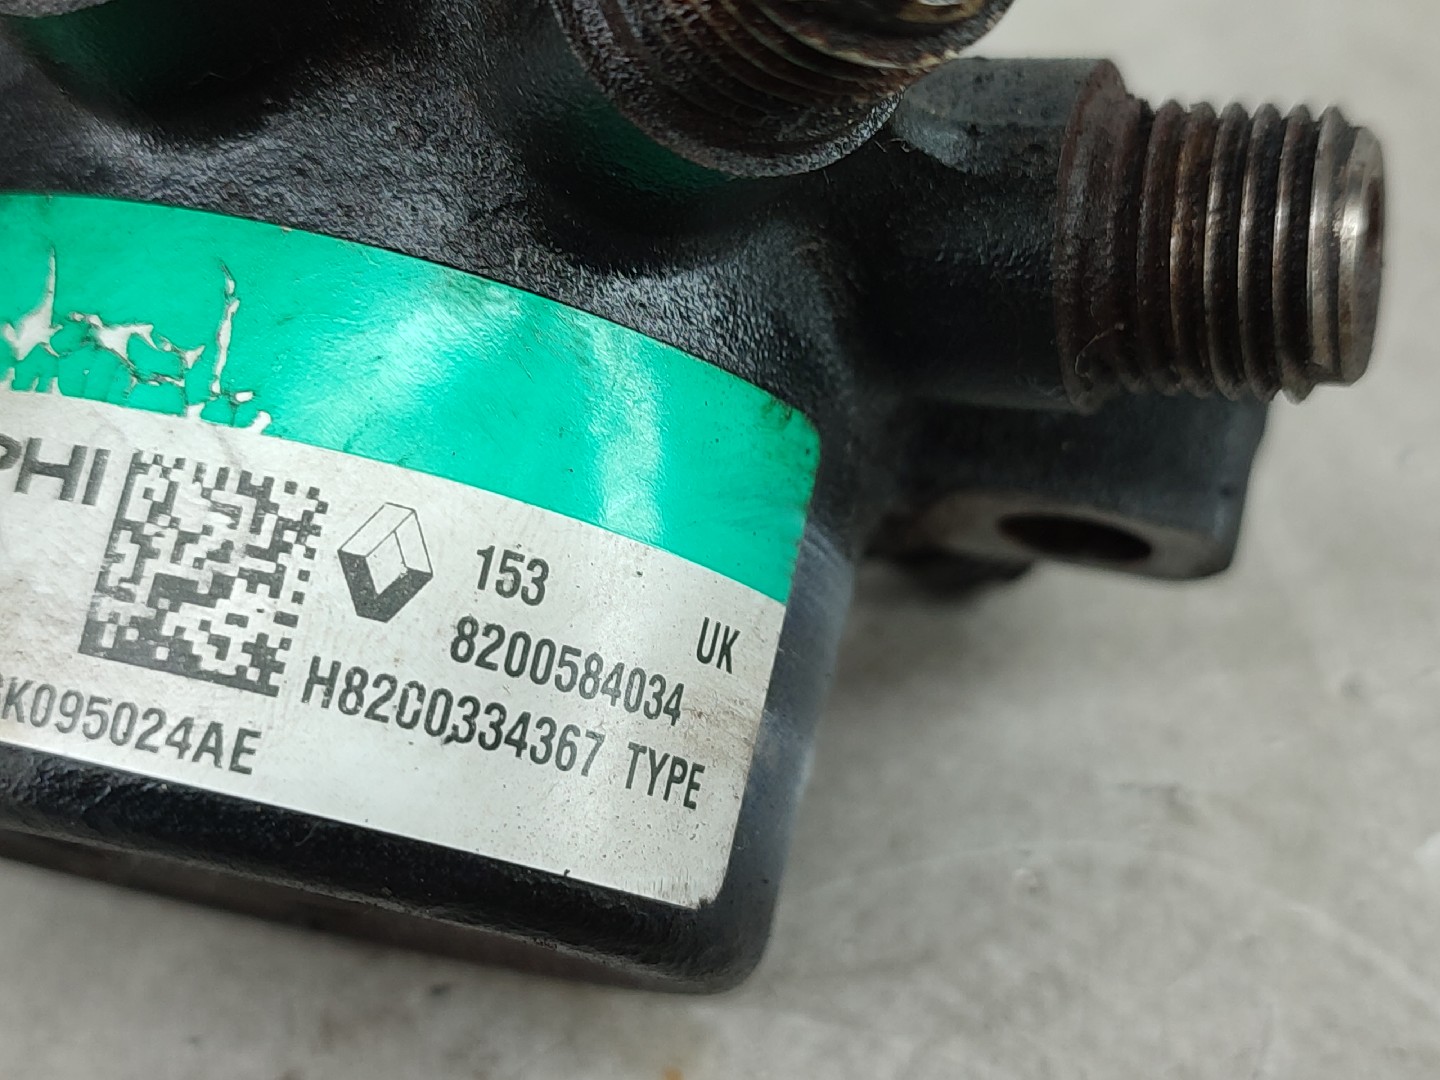 PHI
153
UK
8200584034
H8200334367 TYPE
K095024AE